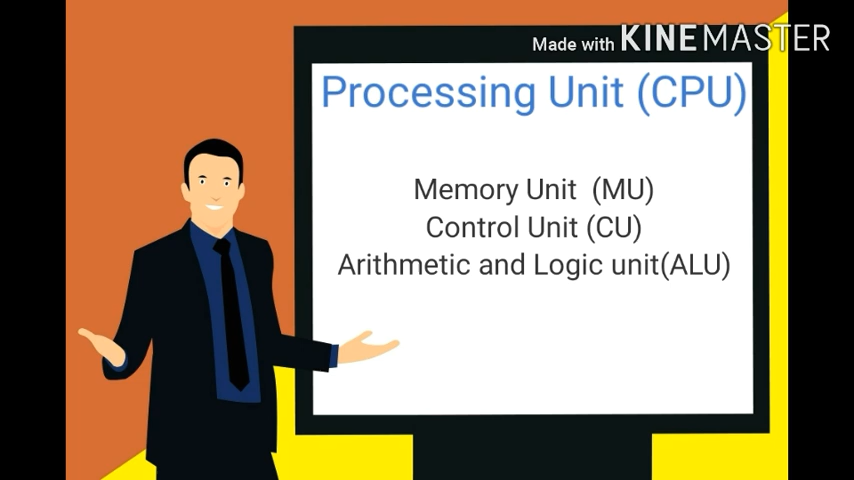 Made with KINEMASTER
Processing Unit (CPU)
Memory Unit (MU)
Control Unit (CU)
Arithmetic and Logic unit(ALU)